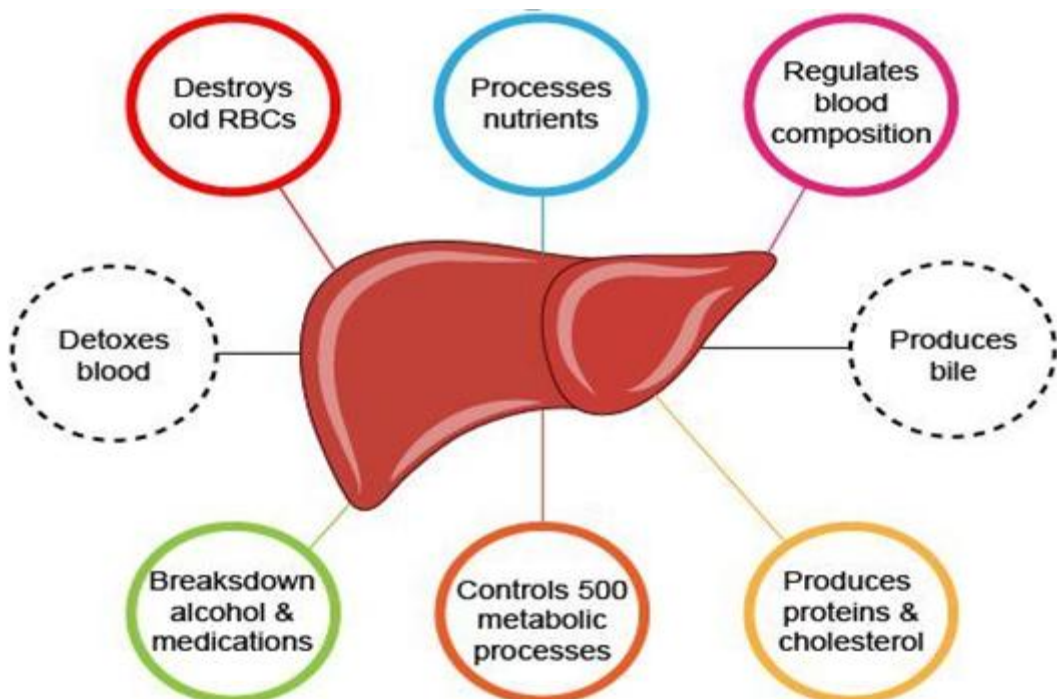 Destroys
old RBCs
Processes
nutrients
Regulates
blood
composition
Detoxes
blood
Produces
bile
Breaksdown
alcohol &
medications
Controls 500
metabolic
processes
Produces
proteins &
cholesterol